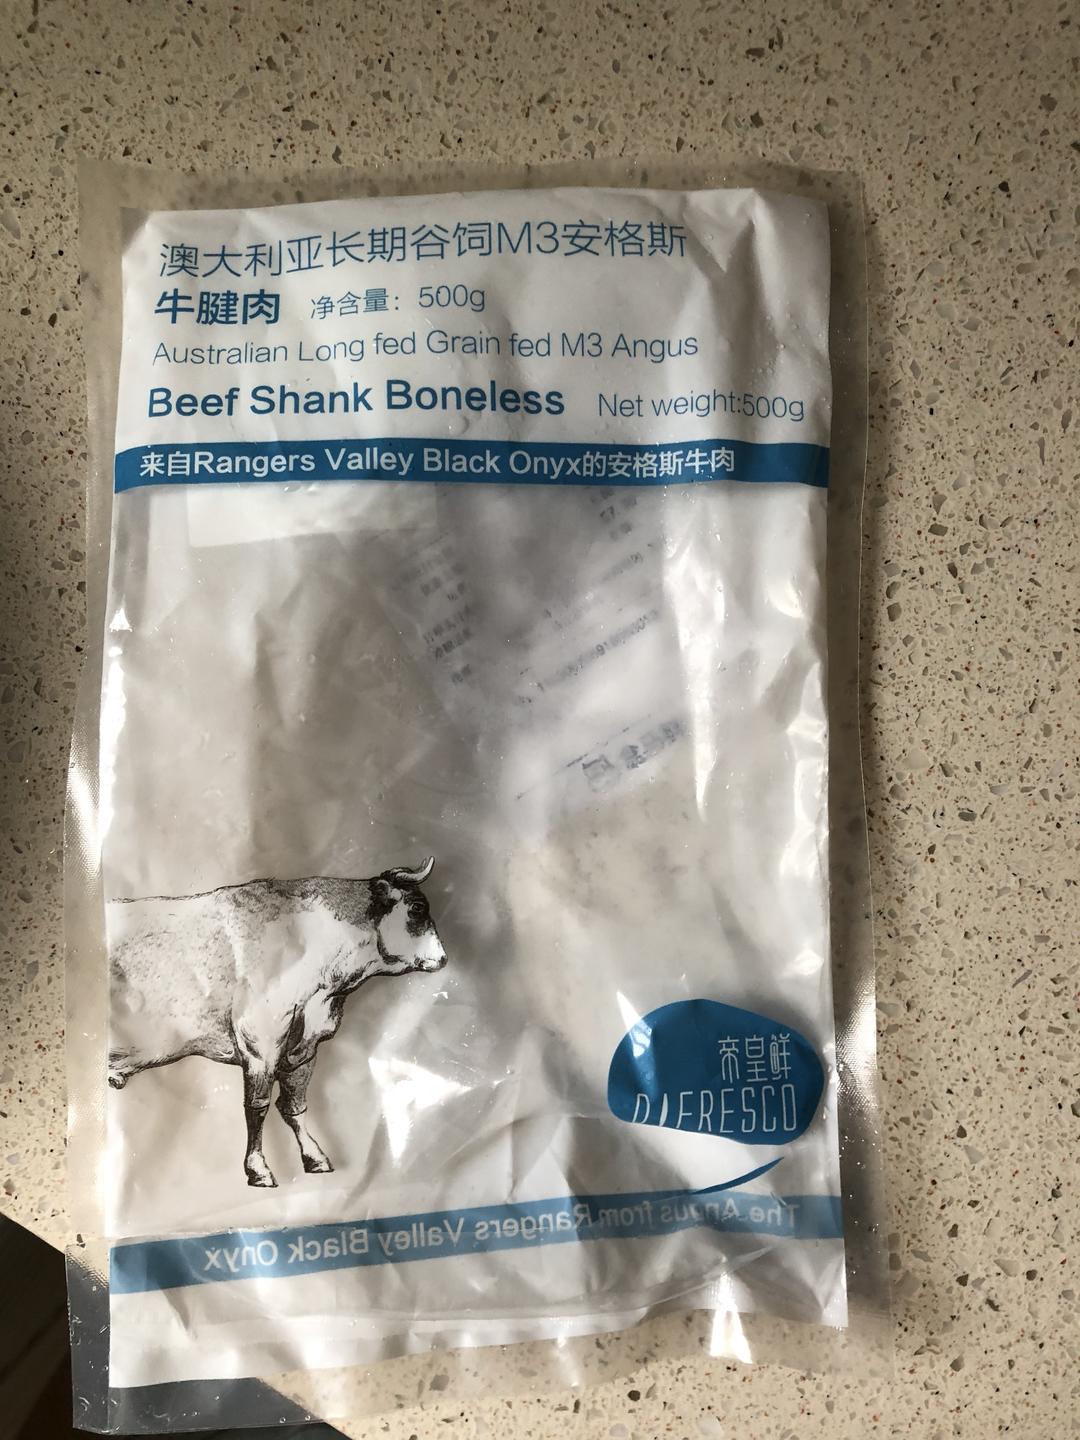 澳大利亚长期谷饲M3安格斯
牛腱肉 净含量：500g
Australian Long fed Grain fed M3 Angus
Beef Shank Boneless Net weight:500g
来自Rangers Valley Black Onyx的安格斯牛肉
帝皇鲜
DIFRESCO
The Angus from Rangers Valley Black Onyx